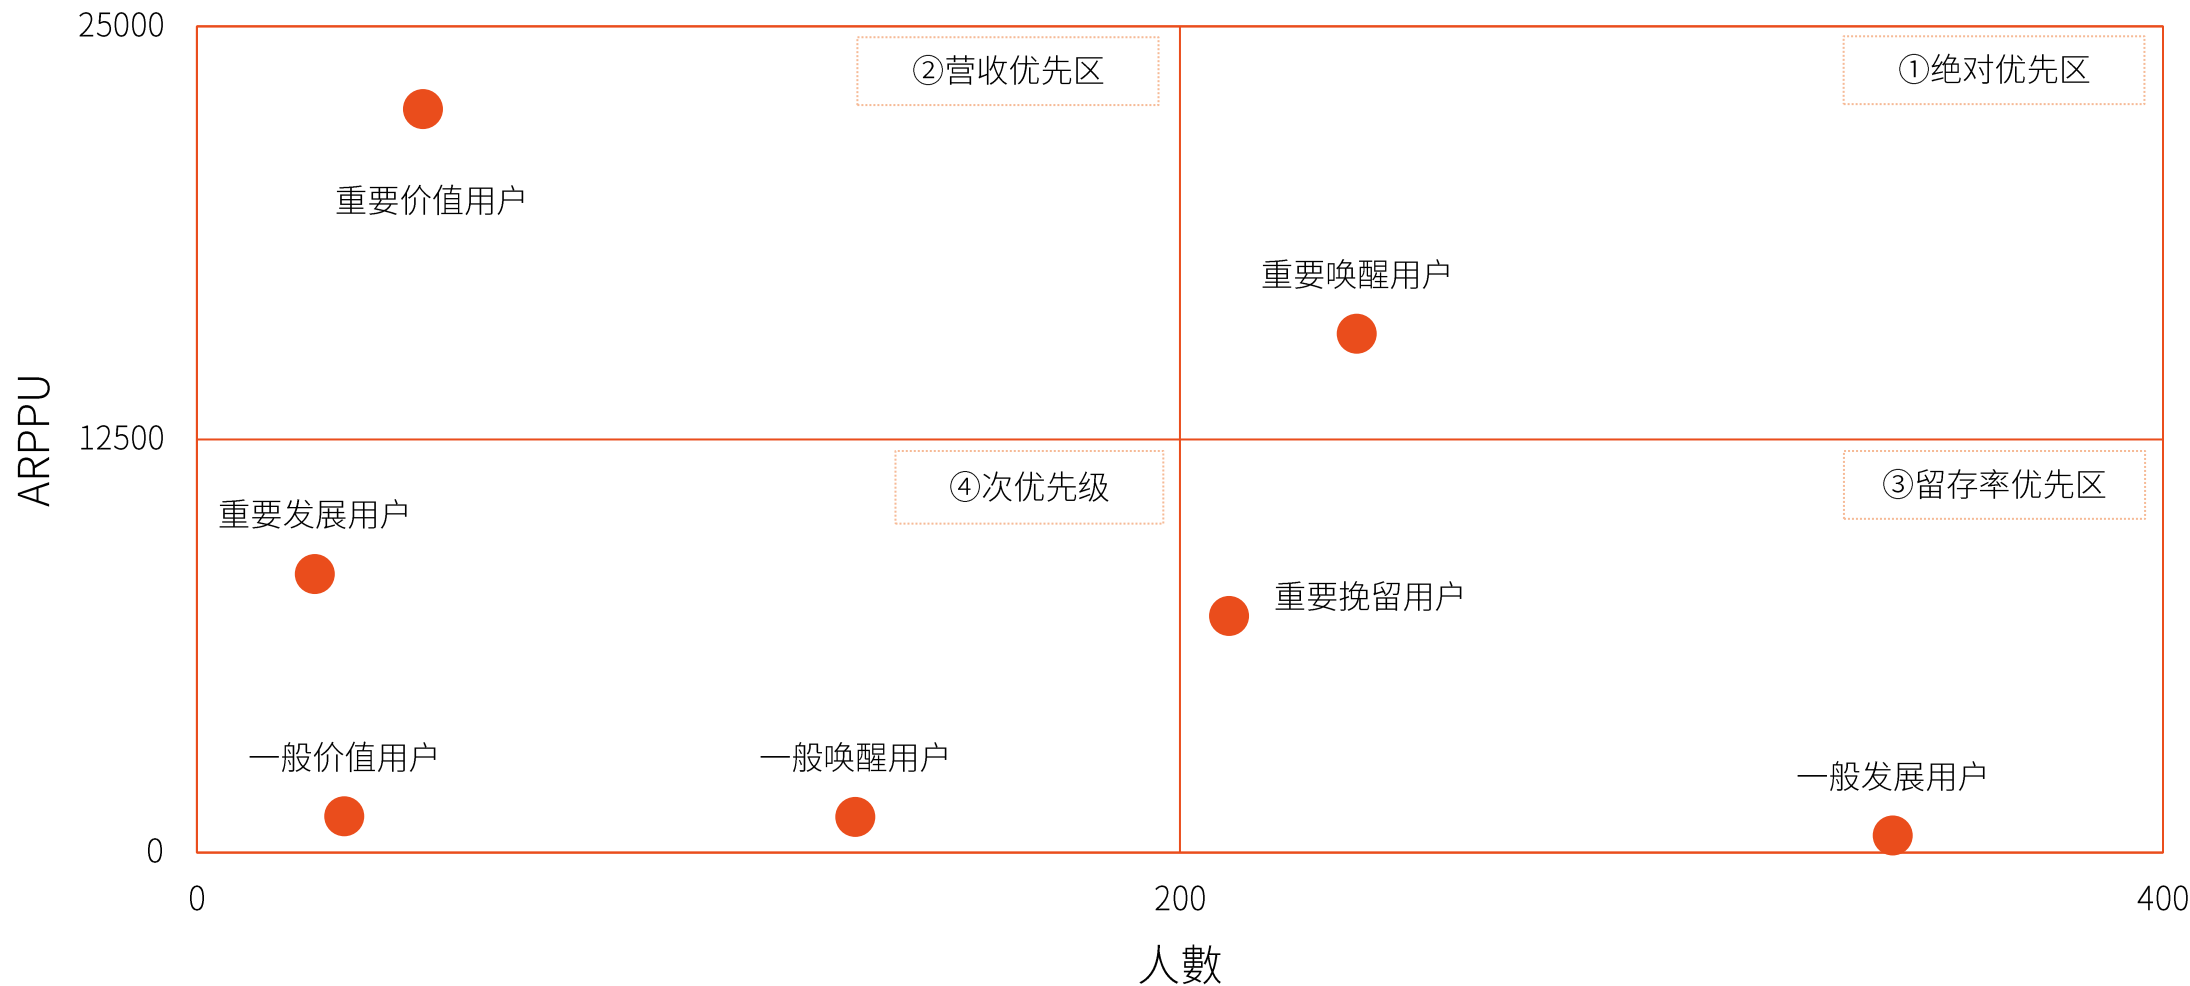 25000
②营收优先区
①绝对优先区
重要价值用户
重要唤醒用户
ARPPU
12500
④次优先级
③留存率优先区
重要发展用户
重要挽留用户
一般价值用户
一般唤醒用户
一般发展用户
0
0
200
400
人數